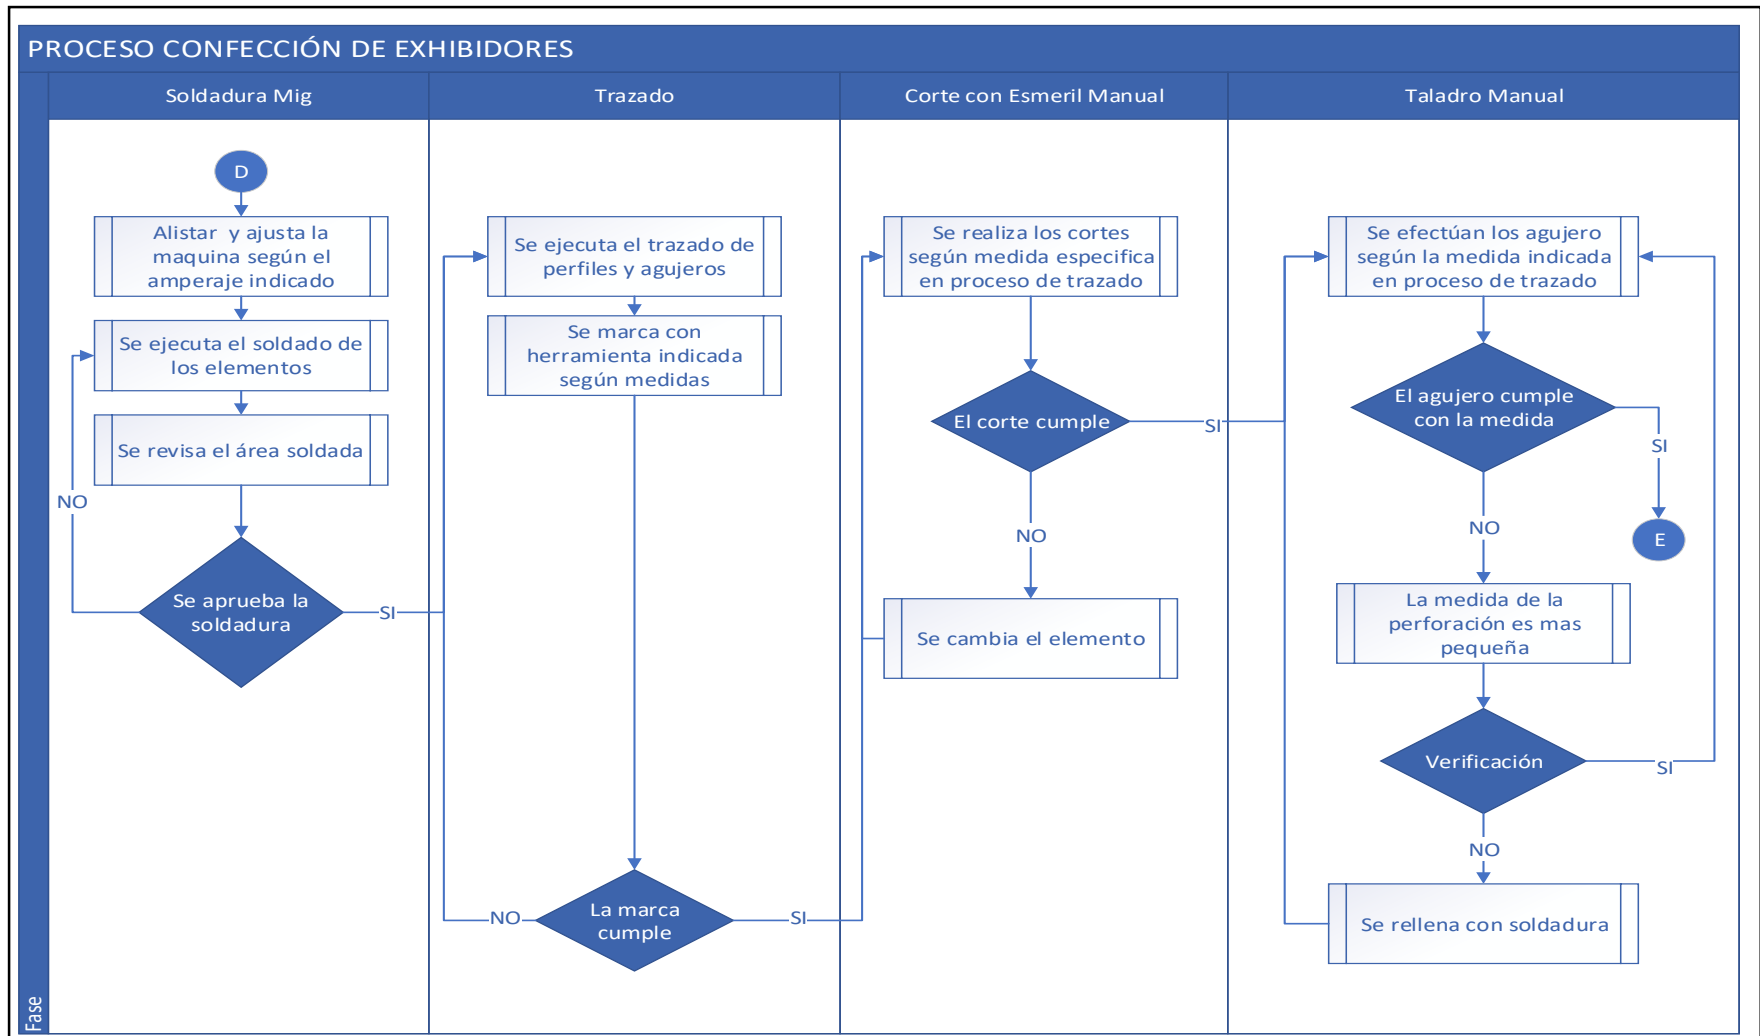 PROCESO CONFECCIÓN DE EXHIBIDORES
Soldadura Mig
Trazado
Corte con Esmeril Manual
Taladro Manual
Fase
D
Alistar y ajusta la
maquina según el
amperaje indicado
Se ejecuta el soldado de
los elementos
Se revisa el área soldada
NO
Se aprueba la
soldadura
SI
Se ejecuta el trazado de
perfiles y agujeros
Se marca con
herramienta indicada
según medidas
La marca
cumple
NO
SI
Se realiza los cortes
según medida especifica
en proceso de trazado
El corte cumple
SI
NO
Se cambia el elemento
Se efectúan los agujero
según la medida indicada
en proceso de trazado
El agujero cumple
con la medida
SI
E
NO
La medida de la
perforación es mas
pequeña
Verificación
SI
NO
Se rellena con soldadura